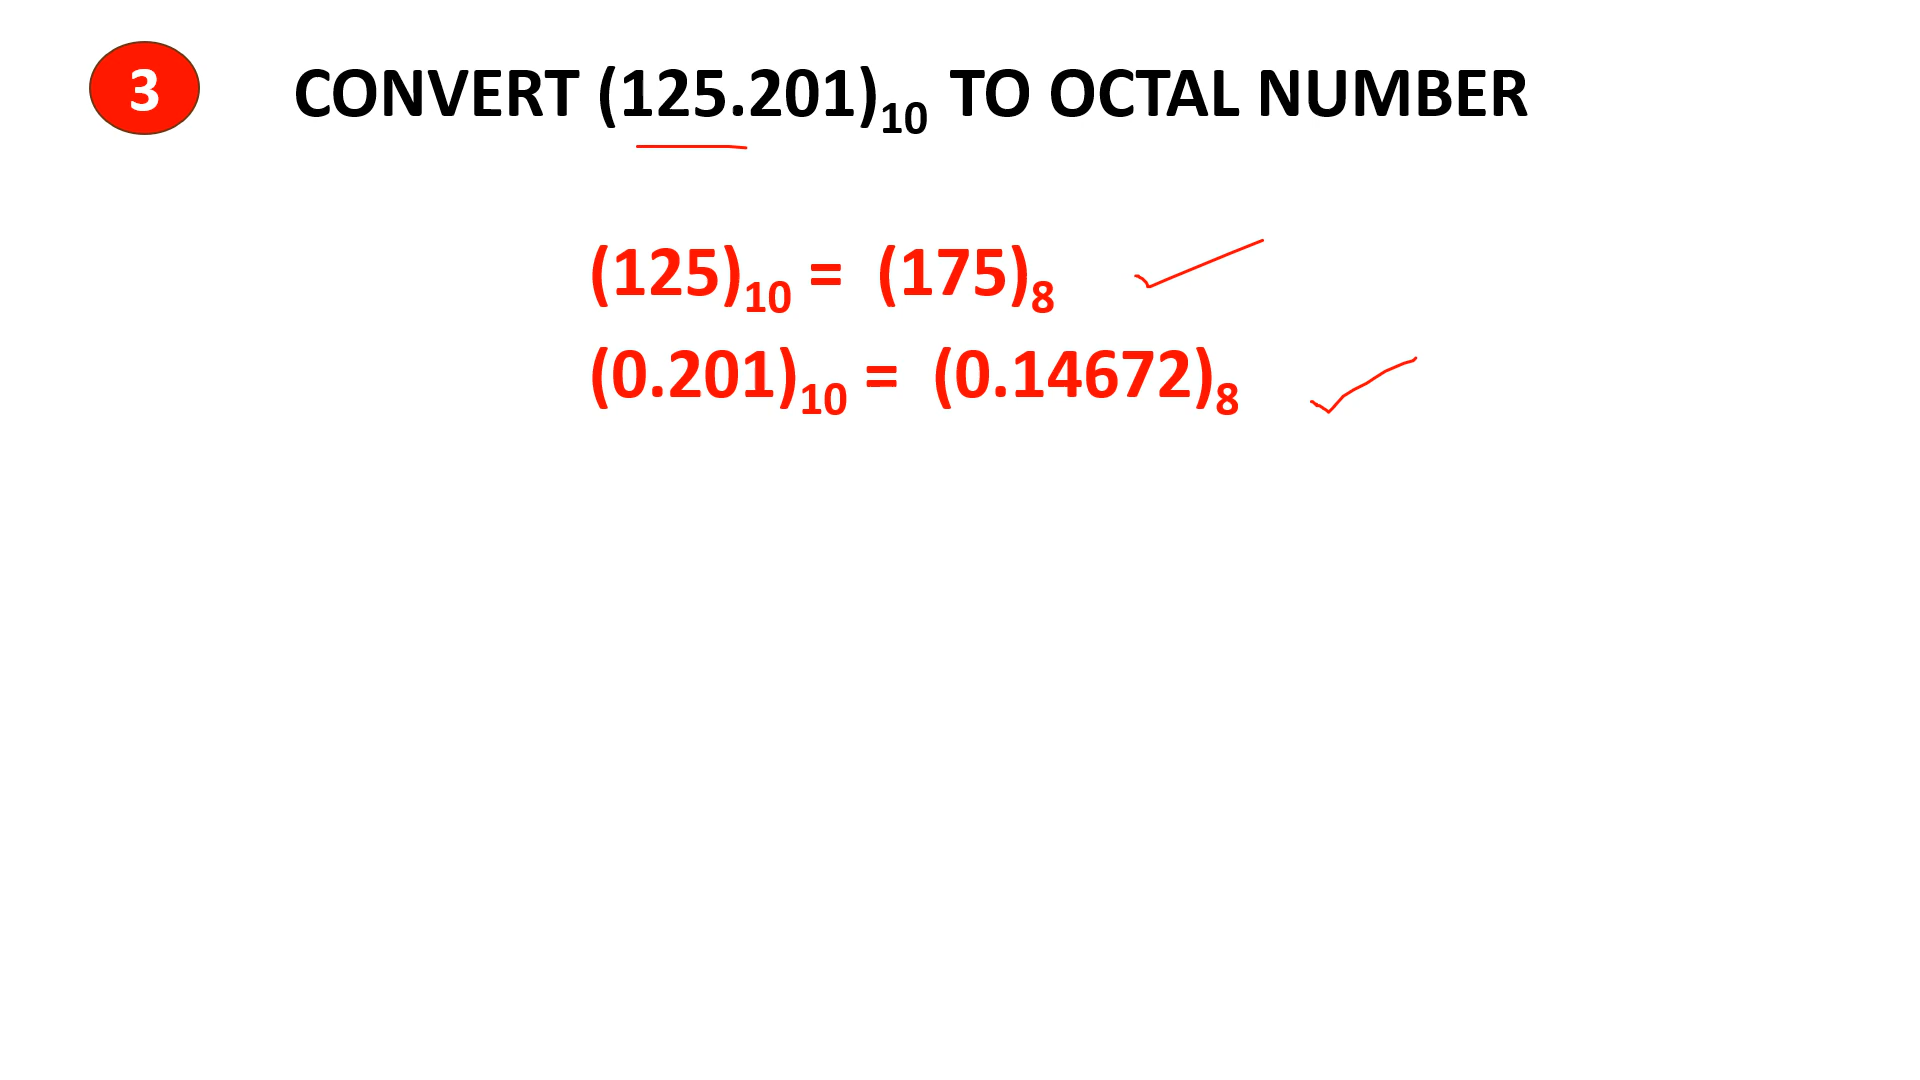 3
CONVERT (125.201)₁₀ TO OCTAL NUMBER
(125)₁₀ = (175)₈
(0.201)₁₀ = (0.14672)₈